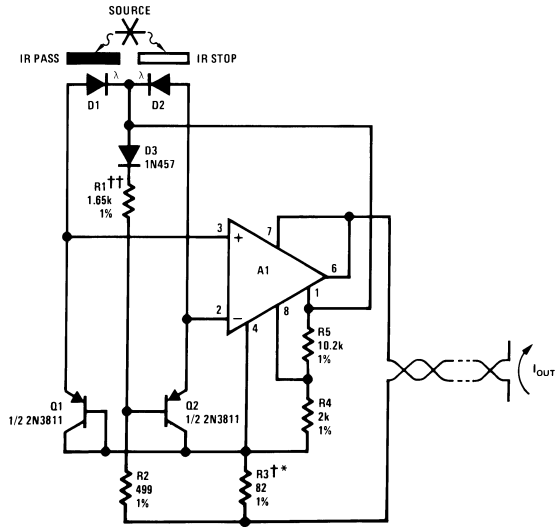 SOURCE
IR PASS
IR STOP
λ
λ
D1
D2
D3
1N457
R1††
1.65k
1%
3
+
7
A1
6
1
2
−
4
8
R5
10.2k
1%
IOUT
Q1
1/2 2N3811
Q2
1/2 2N3811
R4
2k
1%
R2
499
1%
R3†*
82
1%